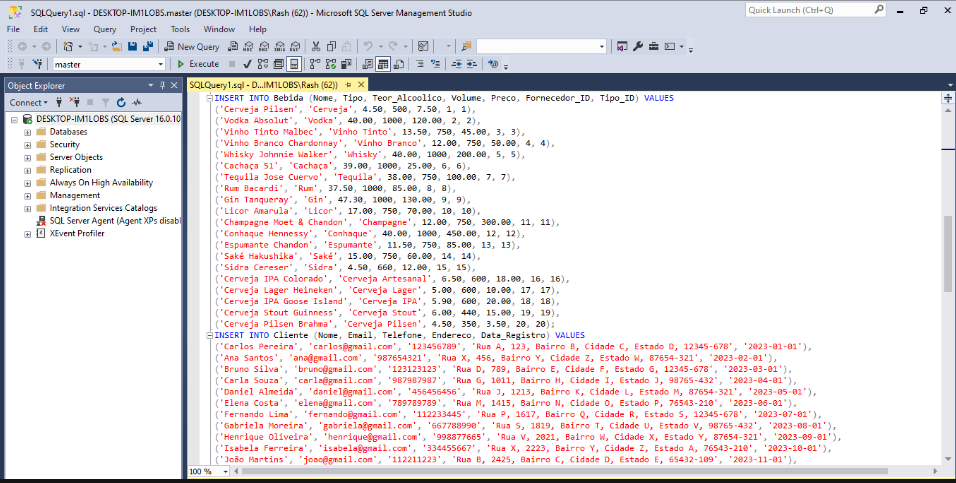 SQLQuery1.sql - DESKTOP-IM1LOBS.master (DESKTOP-IM1LOBS\Rash (62)) - Microsoft SQL Server Management Studio
Quick Launch (Ctrl+Q)
File Edit View Query Project Tools Window Help
New Query
MDX DMX XMLA DAX
master
Execute
Object Explorer
Connect
DESKTOP-IM1LOBS (SQL Server 16.0.10
Databases
Security
Server Objects
Replication
Always On High Availability
Management
Integration Services Catalogs
SQL Server Agent (Agent XPs disabl
XEvent Profiler
SQLQuery1.sql - D...IM1LOBS\Rash (62))
INSERT INTO Bebida (Nome, Tipo, Teor_Alcoolico, Volume, Preco, Fornecedor_ID, Tipo_ID) VALUES
('Cerveja Pilsen', 'Cerveja', 4.50, 500, 7.50, 1, 1),
('Vodka Absolut', 'Vodka', 40.00, 1000, 120.00, 2, 2),
('Vinho Tinto Malbec', 'Vinho Tinto', 13.50, 750, 45.00, 3, 3),
('Vinho Branco Chardonnay', 'Vinho Branco', 12.00, 750, 50.00, 4, 4),
('Whisky Johnnie Walker', 'Whisky', 40.00, 1000, 200.00, 5, 5),
('Cachaça 51', 'Cachaça', 39.00, 1000, 25.00, 6, 6),
('Tequila Jose Cuervo', 'Tequila', 38.00, 750, 100.00, 7, 7),
('Rum Bacardi', 'Rum', 37.50, 1000, 85.00, 8, 8),
('Gin Tanqueray', 'Gin', 47.30, 1000, 130.00, 9, 9),
('Licor Amarula', 'Licor', 17.00, 750, 70.00, 10, 10),
('Champagne Moet & Chandon', 'Champagne', 12.00, 750, 300.00, 11, 11),
('Conhaque Hennessy', 'Conhaque', 40.00, 1000, 450.00, 12, 12),
('Espumante Chandon', 'Espumante', 11.50, 750, 85.00, 13, 13),
('Saké Hakushika', 'Saké', 15.00, 750, 60.00, 14, 14),
('Sidra Cereser', 'Sidra', 4.50, 660, 12.00, 15, 15),
('Cerveja IPA Colorado', 'Cerveja Artesanal', 6.50, 600, 18.00, 16, 16),
('Cerveja Lager Heineken', 'Cerveja Lager', 5.00, 600, 10.00, 17, 17),
('Cerveja IPA Goose Island', 'Cerveja IPA', 5.90, 600, 20.00, 18, 18),
('Cerveja Stout Guinness', 'Cerveja Stout', 6.00, 440, 15.00, 19, 19),
('Cerveja Pilsen Brahma', 'Cerveja Pilsen', 4.50, 350, 3.50, 20, 20);
INSERT INTO Cliente (Nome, Email, Telefone, Endereco, Data_Registro) VALUES
('Carlos Pereira', 'carlos@gmail.com', '123456789', 'Rua A, 123, Bairro B, Cidade C, Estado D, 12345-678', '2023-01-01'),
('Ana Santos', 'ana@gmail.com', '987654321', 'Rua X, 456, Bairro Y, Cidade Z, Estado W, 87654-321', '2023-02-01'),
('Bruno Silva', 'bruno@gmail.com', '123123123', 'Rua D, 789, Bairro E, Cidade F, Estado G, 12345-678', '2023-03-01'),
('Carla Souza', 'carla@gmail.com', '987987987', 'Rua G, 1011, Bairro H, Cidade I, Estado J, 98765-432', '2023-04-01'),
('Daniel Almeida', 'daniel@gmail.com', '456456456', 'Rua J, 1213, Bairro K, Cidade L, Estado M, 87654-321', '2023-05-01'),
('Elena Costa', 'elena@gmail.com', '789789789', 'Rua M, 1415, Bairro N, Cidade O, Estado P, 76543-210', '2023-06-01'),
('Fernando Lima', 'fernando@gmail.com', '112233445', 'Rua P, 1617, Bairro Q, Cidade R, Estado S, 12345-678', '2023-07-01'),
('Gabriela Moreira', 'gabriela@gmail.com', '667788990', 'Rua S, 1819, Bairro T, Cidade U, Estado V, 98765-432', '2023-08-01'),
('Henrique Oliveira', 'henrique@gmail.com', '998877665', 'Rua V, 2021, Bairro W, Cidade X, Estado Y, 87654-321', '2023-09-01'),
('Isabela Ferreira', 'isabela@gmail.com', '334455667', 'Rua X, 2223, Bairro Y, Cidade Z, Estado A, 76543-210', '2023-10-01'),
('João Martins', 'joao@gmail.com', '112211223', 'Rua B, 2425, Bairro C, Cidade D, Estado E, 65432-109', '2023-11-01'),
100 %